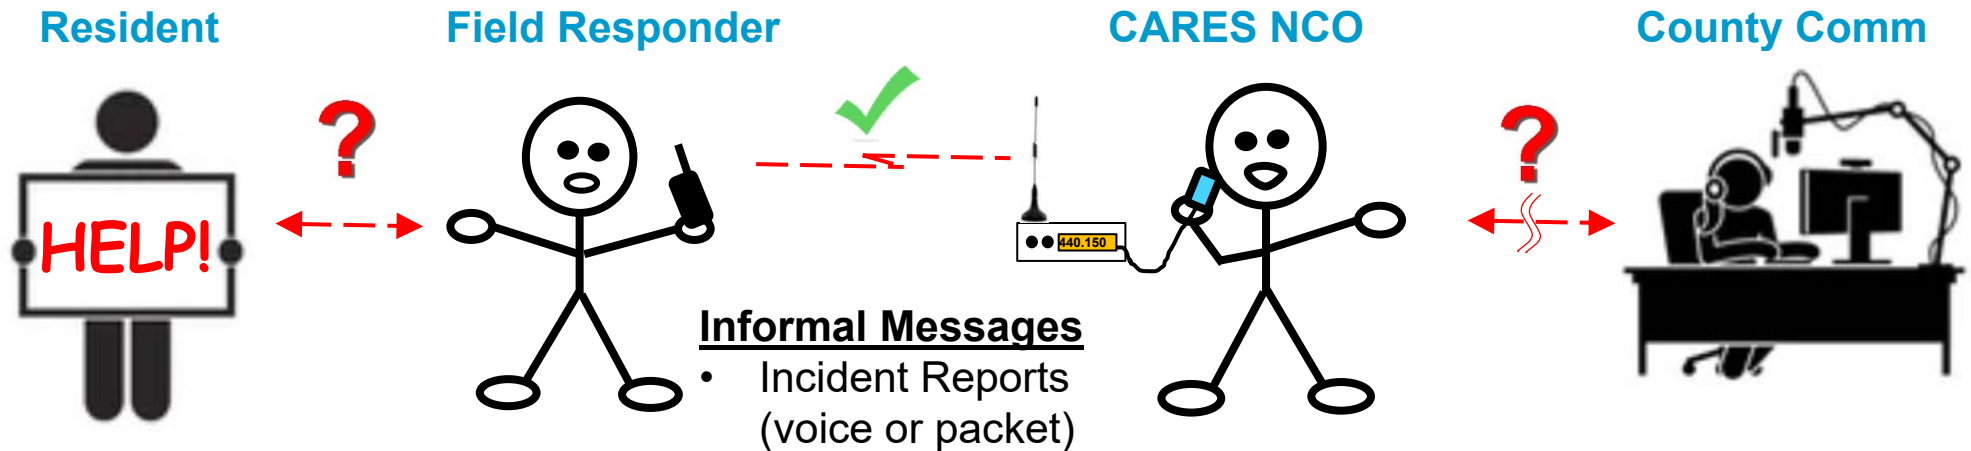 Resident
Field Responder
CARES NCO
County Comm
?
?
HELP!
440.150
Informal Messages
• Incident Reports
(voice or packet)